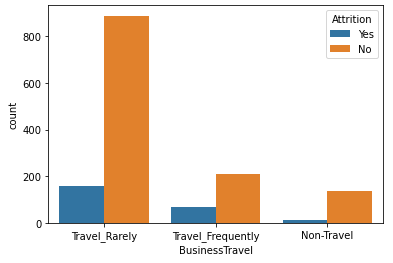 Attrition
Yes
No
800
600
400
200
0
count
Travel_Rarely
Travel_Frequently
Non-Travel
BusinessTravel